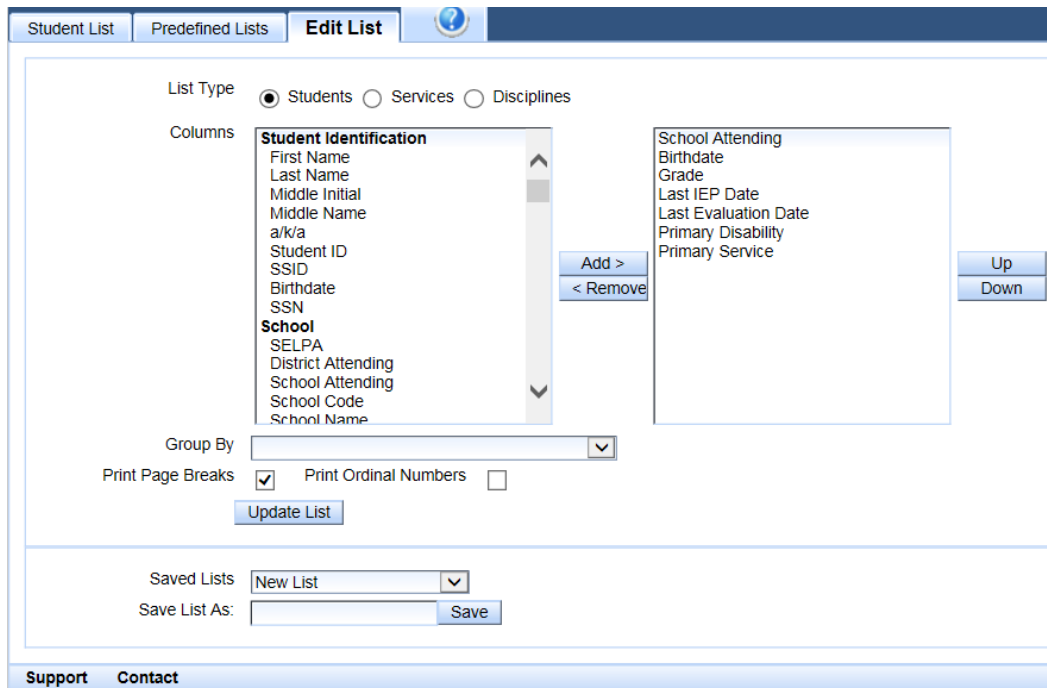 Student List Predefined Lists Edit List ?
List Type Students Services Disciplines
Columns
Student Identification
First Name
Last Name
Middle Initial
Middle Name
a/k/a
Student ID
SSID
Birthdate
SSN
School
SELPA
District Attending
School Attending
School Code
School Name
Add >
< Remove
School Attending
Birthdate
Grade
Last IEP Date
Last Evaluation Date
Primary Disability
Primary Service
Up
Down
Group By
Print Page Breaks Print Ordinal Numbers
Update List
Saved Lists New List
Save List As: Save
Support Contact